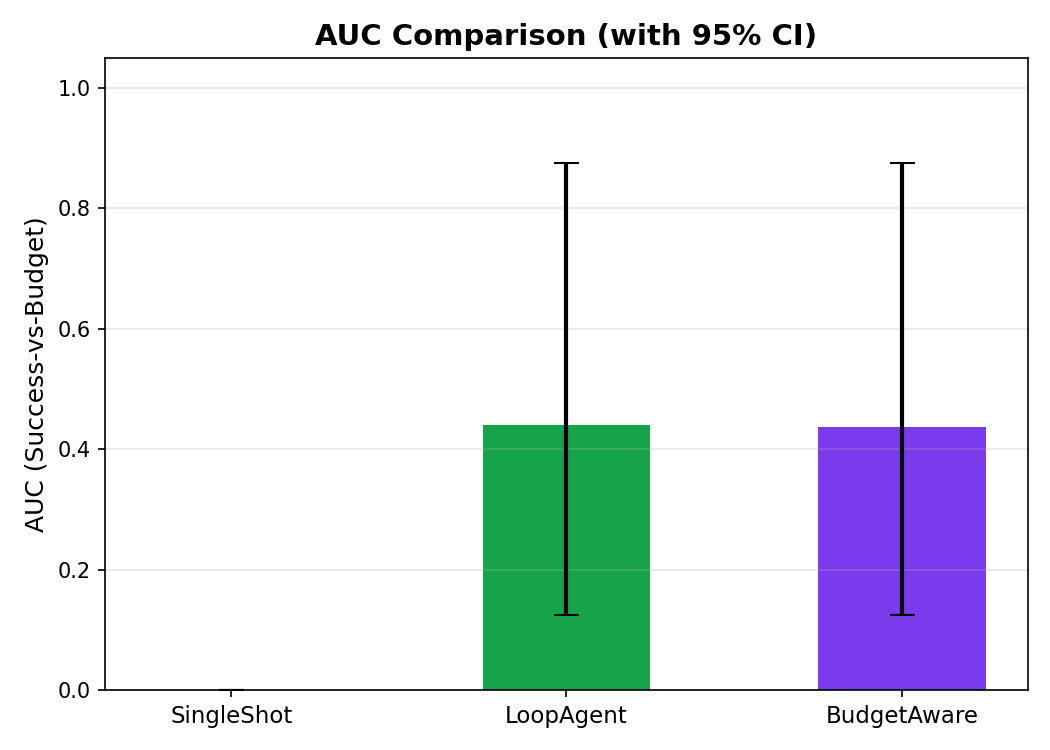 AUC Comparison (with 95% CI)
AUC (Success-vs-Budget)
1.0
0.8
0.6
0.4
0.2
0.0
SingleShot
LoopAgent
BudgetAware